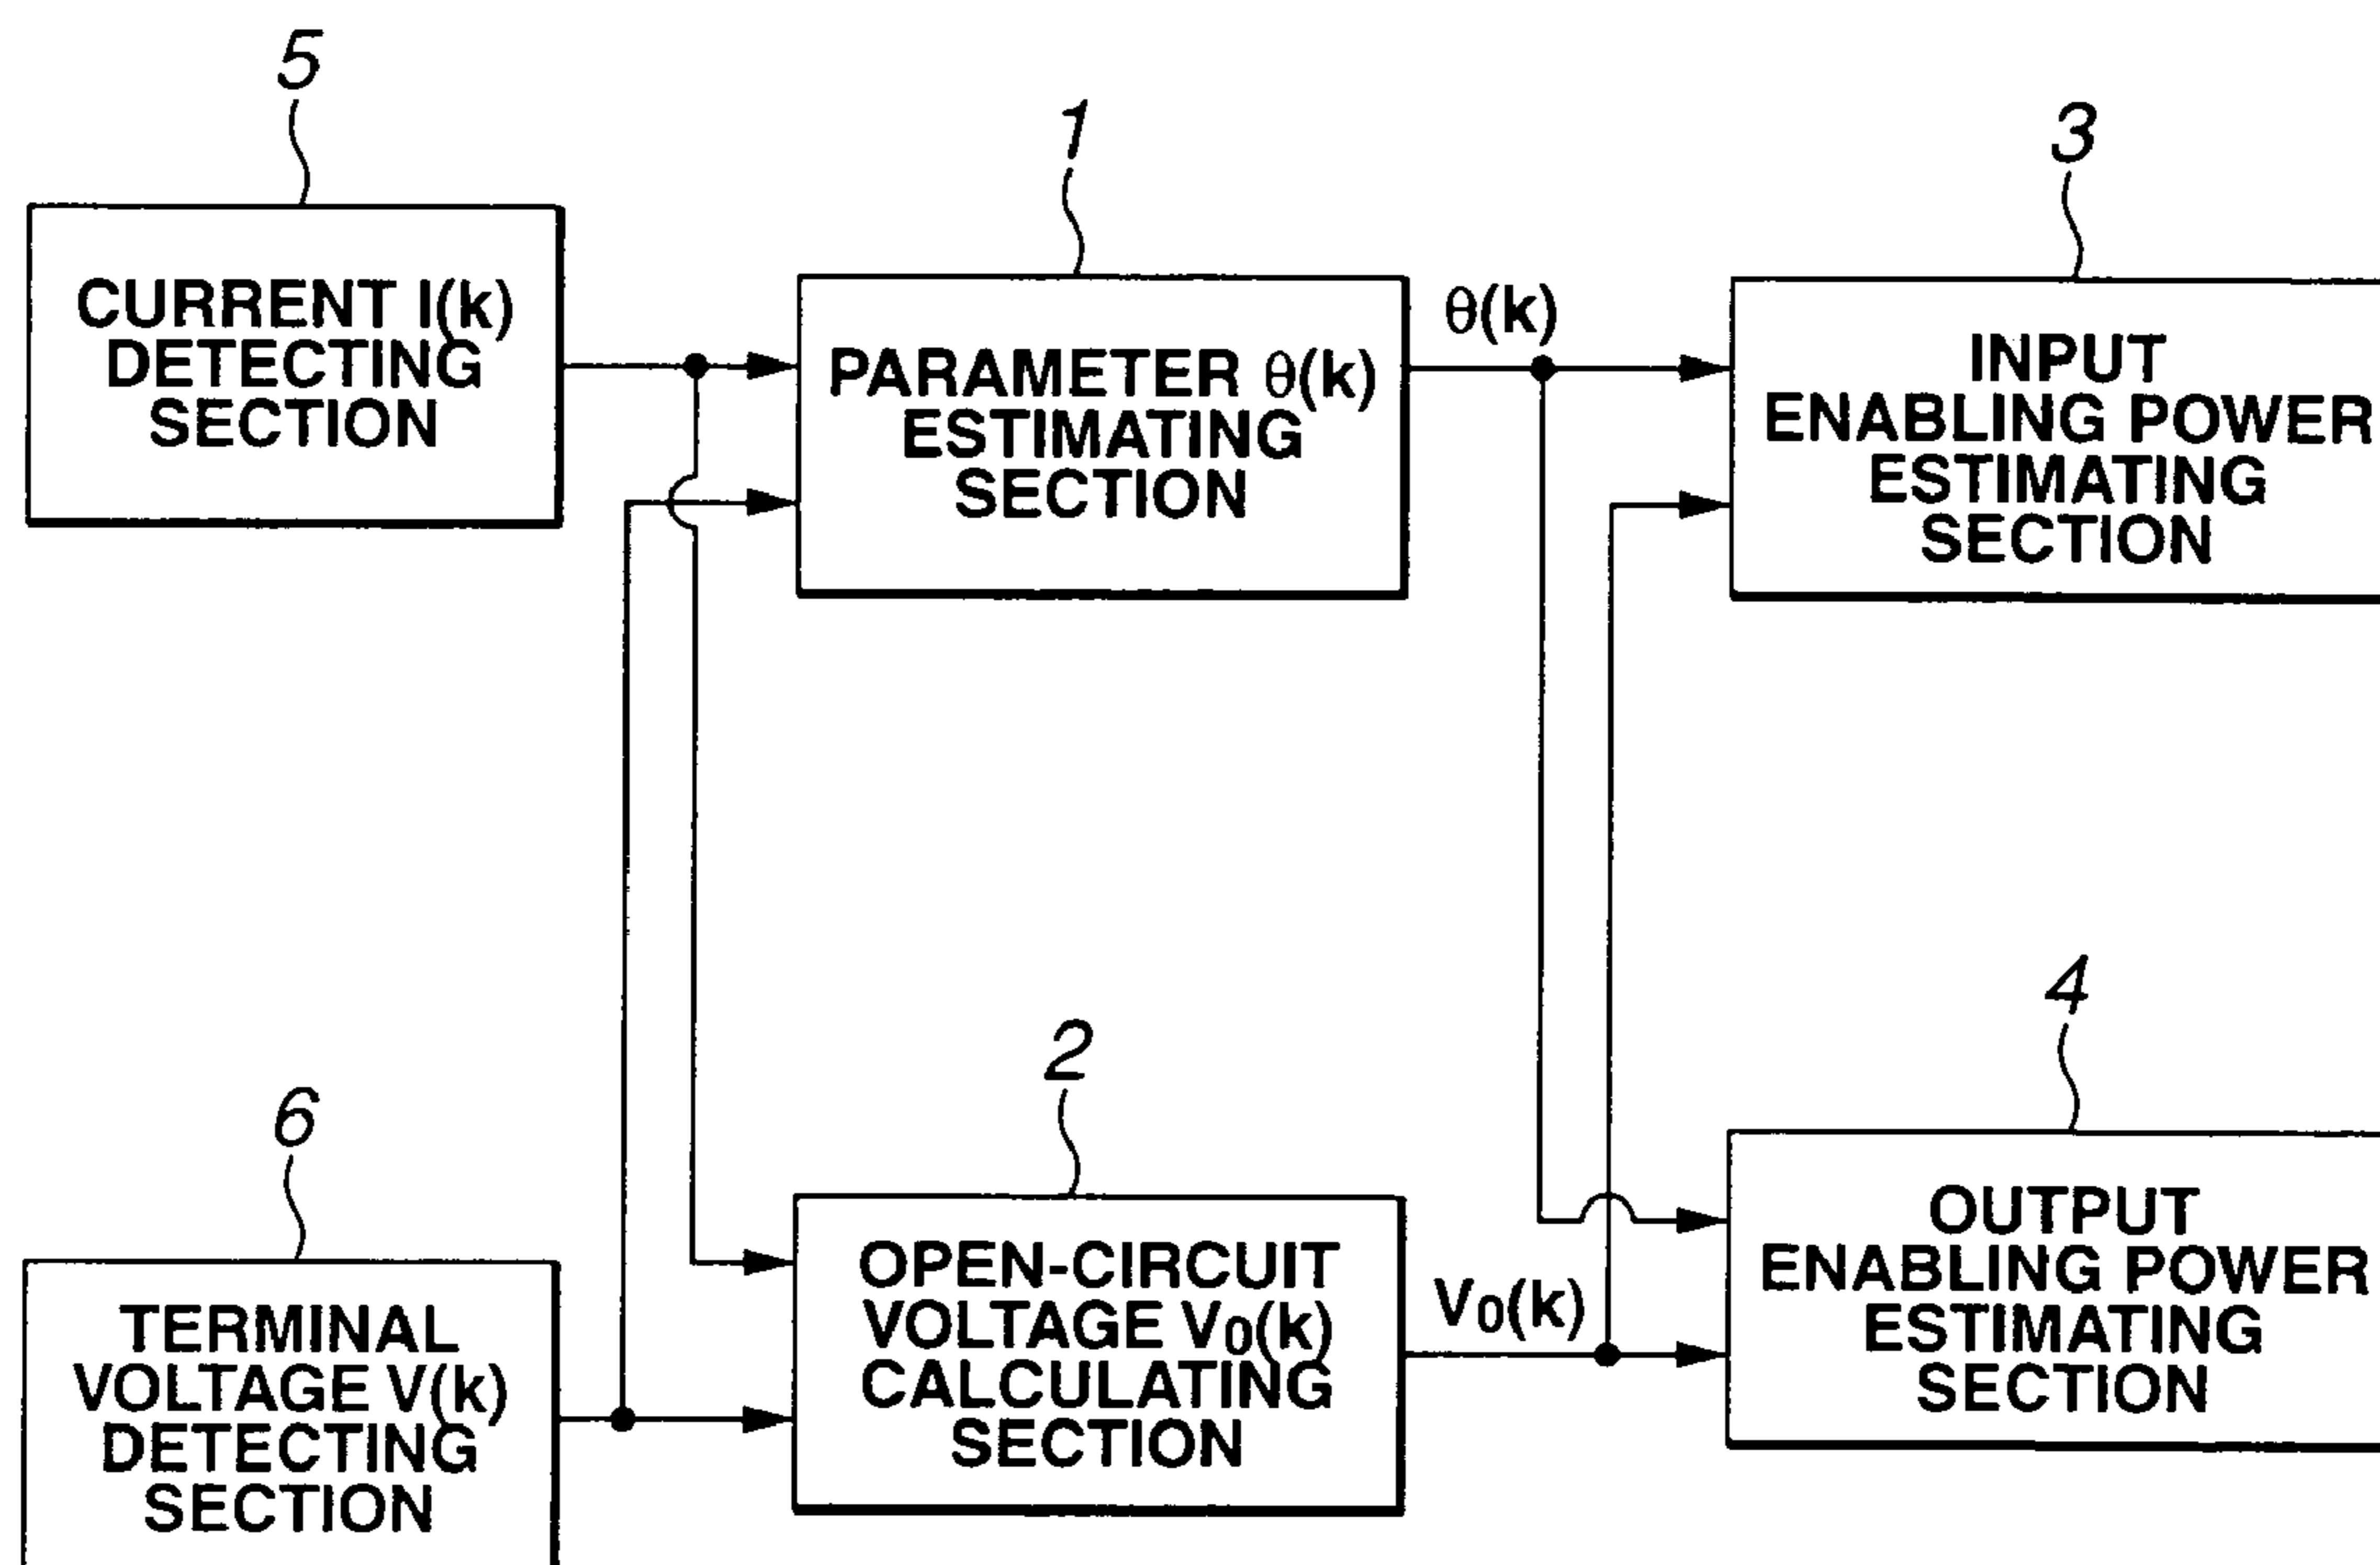 5
CURRENT I(k)
DETECTING
SECTION
1
PARAMETER θ(k)
ESTIMATING
SECTION
θ(k)
3
INPUT
ENABLING POWER
ESTIMATING
SECTION
6
TERMINAL
VOLTAGE V(k)
DETECTING
SECTION
2
OPEN-CIRCUIT
VOLTAGE V0(k)
CALCULATING
SECTION
V0(k)
4
OUTPUT
ENABLING POWER
ESTIMATING
SECTION